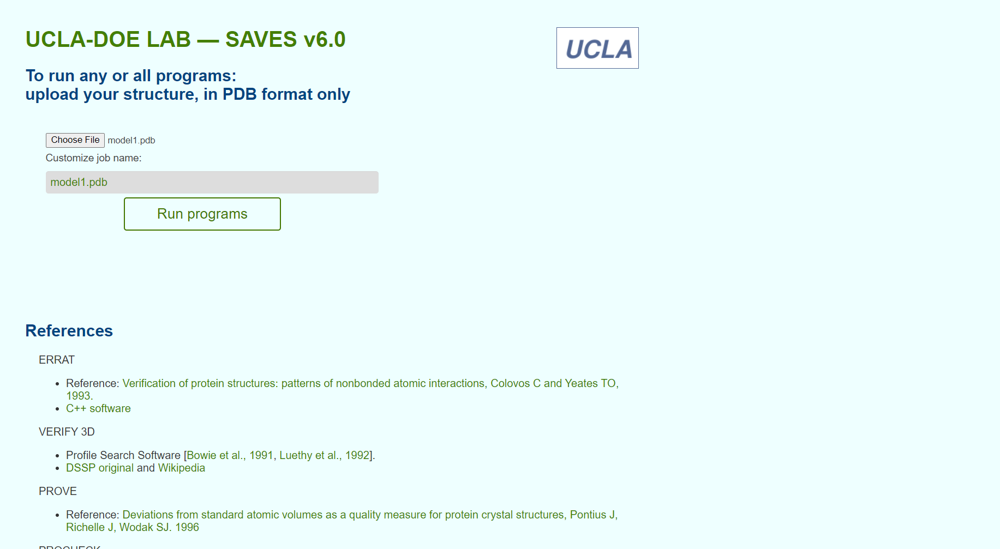 UCLA-DOE LAB — SAVES v6.0
UCLA
To run any or all programs:
upload your structure, in PDB format only
Choose File model1.pdb
Customize job name:
model1.pdb
Run programs
References
ERRAT
• Reference: Verification of protein structures: patterns of nonbonded atomic interactions, Colovos C and Yeates TO,
1993.
• C++ software
VERIFY 3D
• Profile Search Software [Bowie et al., 1991, Luethy et al., 1992].
• DSSP original and Wikipedia
PROVE
• Reference: Deviations from standard atomic volumes as a quality measure for protein crystal structures, Pontius J,
Richelle J, Wodak SJ. 1996
PROCHECK